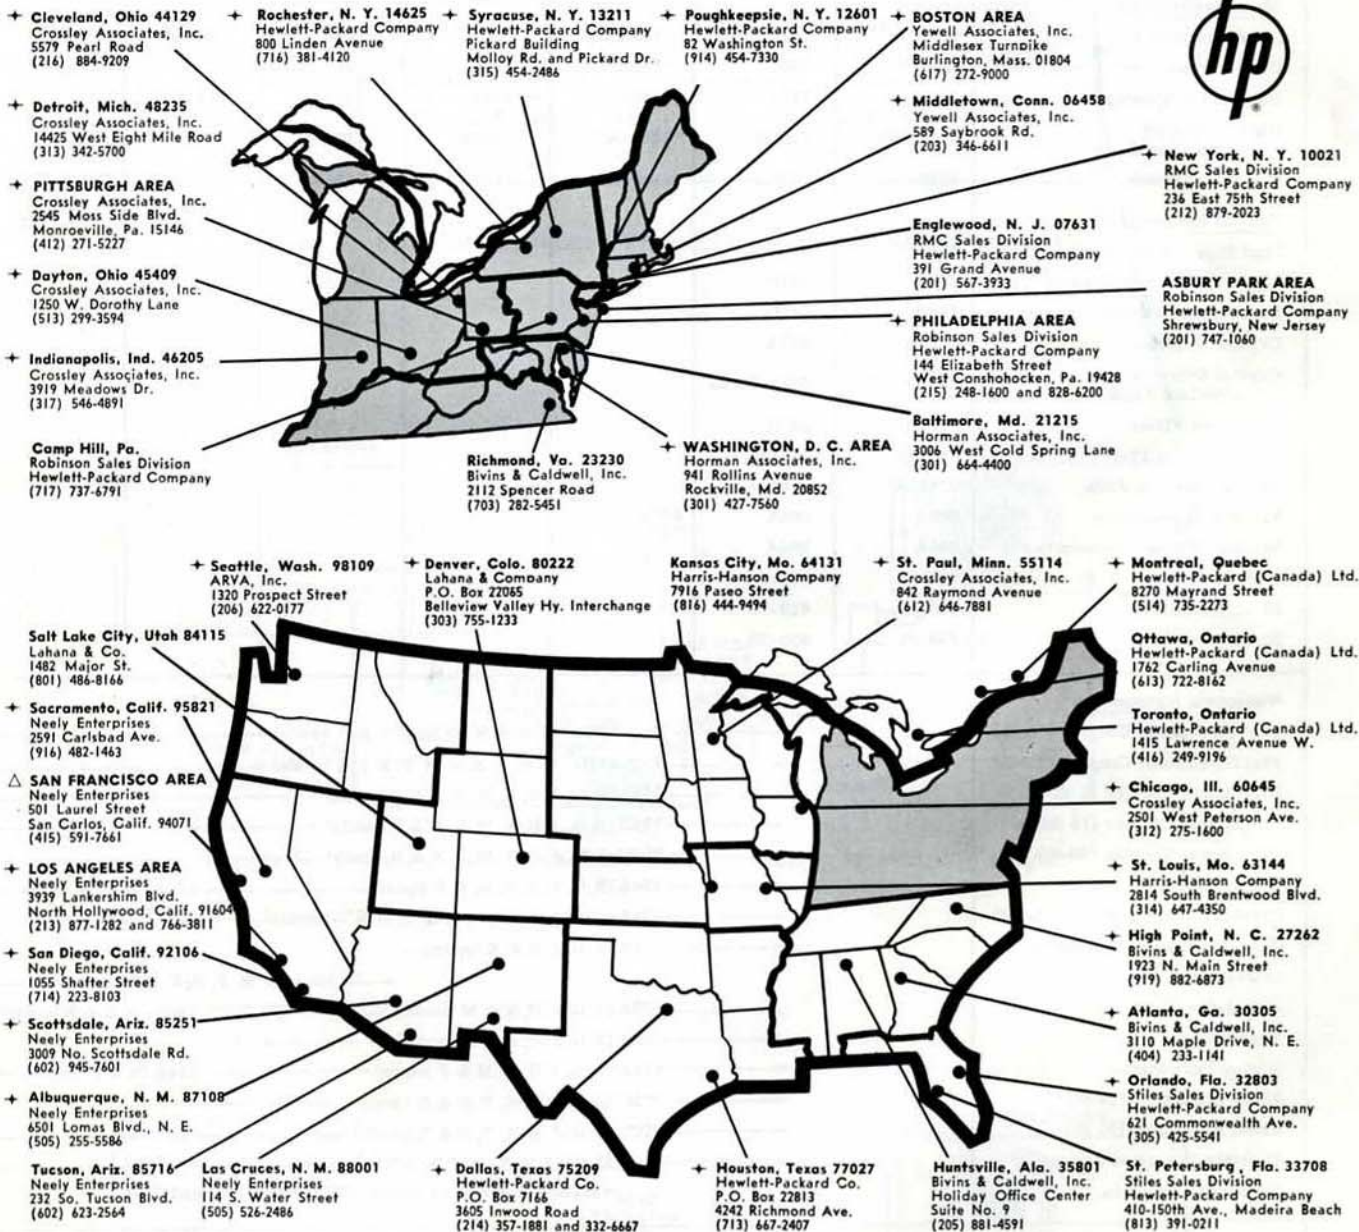 ✦ Cleveland, Ohio 44129
Crossley Associates, Inc.
5579 Pearl Road
(216) 884-9209
✦ Rochester, N. Y. 14625
Hewlett-Packard Company
800 Linden Avenue
(716) 381-4120
✦ Syracuse, N. Y. 13211
Hewlett-Packard Company
Pickard Building
Molloy Rd. and Pickard Dr.
(315) 454-2486
✦ Poughkeepsie, N. Y. 12601
Hewlett-Packard Company
82 Washington St.
(914) 454-7330
✦ BOSTON AREA
Yewell Associates, Inc.
Middlesex Turnpike
Burlington, Mass. 01804
(617) 272-9000
hp
®
✦ Detroit, Mich. 48235
Crossley Associates, Inc.
14425 West Eight Mile Road
(313) 342-5700
✦ Middletown, Conn. 06458
Yewell Associates, Inc.
589 Saybrook Rd.
(203) 346-6611
✦ New York, N. Y. 10021
RMC Sales Division
Hewlett-Packard Company
236 East 75th Street
(212) 879-2023
✦ PITTSBURGH AREA
Crossley Associates, Inc.
2545 Moss Side Blvd.
Monroeville, Pa. 15146
(412) 271-5227
Englewood, N. J. 07631
RMC Sales Division
Hewlett-Packard Company
391 Grand Avenue
(201) 567-3933
✦ Dayton, Ohio 45409
Crossley Associates, Inc.
1250 W. Dorothy Lane
(513) 299-3594
ASBURY PARK AREA
Robinson Sales Division
Hewlett-Packard Company
Shrewsbury, New Jersey
(201) 747-1060
✦ PHILADELPHIA AREA
Robinson Sales Division
Hewlett-Packard Company
144 Elizabeth Street
West Conshohocken, Pa. 19428
(215) 248-1600 and 828-6200
✦ Indianapolis, Ind. 46205
Crossley Associates, Inc.
3919 Meadows Dr.
(317) 546-4891
Baltimore, Md. 21215
Horman Associates, Inc.
3006 West Cold Spring Lane
(301) 664-4400
Camp Hill, Pa.
Robinson Sales Division
Hewlett-Packard Company
(717) 737-6791
Richmond, Va. 23230
Bivins & Caldwell, Inc.
2112 Spencer Road
(703) 282-5451
✦ WASHINGTON, D. C. AREA
Horman Associates, Inc.
941 Rollins Avenue
Rockville, Md. 20852
(301) 427-7560
✦ Seattle, Wash. 98109
ARVA, Inc.
1320 Prospect Street
(206) 622-0177
✦ Denver, Colo. 80222
Lahana & Company
P.O. Box 22065
Belleview Valley Hy. Interchange
(303) 755-1233
Kansas City, Mo. 64131
Harris-Hanson Company
7916 Paseo Street
(816) 444-9494
✦ St. Paul, Minn. 55114
Crossley Associates, Inc.
842 Raymond Avenue
(612) 646-7881
✦ Montreal, Quebec
Hewlett-Packard (Canada) Ltd.
8270 Mayrand Street
(514) 735-2273
Salt Lake City, Utah 84115
Lahana & Co.
1482 Major St.
(801) 486-8166
Ottawa, Ontario
Hewlett-Packard (Canada) Ltd.
1762 Carling Avenue
(613) 722-8162
✦ Sacramento, Calif. 95821
Neely Enterprises
2591 Carlsbad Ave.
(916) 482-1463
Toronto, Ontario
Hewlett-Packard (Canada) Ltd.
1415 Lawrence Avenue W.
(416) 249-9196
△ SAN FRANCISCO AREA
Neely Enterprises
501 Laurel Street
San Carlos, Calif. 94071
(415) 591-7661
✦ Chicago, Ill. 60645
Crossley Associates, Inc.
2501 West Peterson Ave.
(312) 275-1600
✦ LOS ANGELES AREA
Neely Enterprises
3939 Lankershim Blvd.
North Hollywood, Calif. 91604
(213) 877-1282 and 766-3811
✦ St. Louis, Mo. 63144
Harris-Hanson Company
2814 South Brentwood Blvd.
(314) 647-4350
✦ San Diego, Calif. 92106
Neely Enterprises
1055 Shafter Street
(714) 223-8103
✦ High Point, N. C. 27262
Bivins & Caldwell, Inc.
1923 N. Main Street
(919) 882-6873
✦ Scottsdale, Ariz. 85251
Neely Enterprises
3009 No. Scottsdale Rd.
(602) 945-7601
✦ Atlanta, Ga. 30305
Bivins & Caldwell, Inc.
3110 Maple Drive, N. E.
(404) 233-1141
✦ Albuquerque, N. M. 87108
Neely Enterprises
6501 Lomas Blvd., N. E.
(505) 255-5586
✦ Orlando, Fla. 32803
Stiles Sales Division
Hewlett-Packard Company
621 Commonwealth Ave.
(305) 425-5541
Tucson, Ariz. 85716
Neely Enterprises
232 So. Tucson Blvd.
(602) 623-2564
Las Cruces, N. M. 88001
Neely Enterprises
114 S. Water Street
(505) 526-2486
✦ Dallas, Texas 75209
Hewlett-Packard Co.
P.O. Box 7166
3605 Inwood Road
(214) 357-1881 and 332-6667
✦ Houston, Texas 77027
Hewlett-Packard Co.
P.O. Box 22813
4242 Richmond Ave.
(713) 667-2407
Huntsville, Ala. 35801
Bivins & Caldwell, Inc.
Holiday Office Center
Suite No. 9
(205) 881-4591
St. Petersburg, Fla. 33708
Stiles Sales Division
Hewlett-Packard Company
410-150th Ave., Madeira Beach
(813) 391-0211